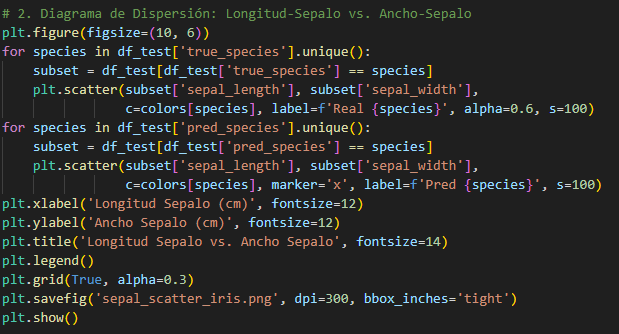 # 2. Diagrama de Dispersión: Longitud-Sepalo vs. Ancho-Sepalo
plt.figure(figsize=(10, 6))
for species in df_test['true_species'].unique():
    subset = df_test[df_test['true_species'] == species]
    plt.scatter(subset['sepal_length'], subset['sepal_width'],
                c=colors[species], label=f'Real {species}', alpha=0.6, s=100)
for species in df_test['pred_species'].unique():
    subset = df_test[df_test['pred_species'] == species]
    plt.scatter(subset['sepal_length'], subset['sepal_width'],
                c=colors[species], marker='x', label=f'Pred {species}', s=100)
plt.xlabel('Longitud Sepalo (cm)', fontsize=12)
plt.ylabel('Ancho Sepalo (cm)', fontsize=12)
plt.title('Longitud Sepalo vs. Ancho Sepalo', fontsize=14)
plt.legend()
plt.grid(True, alpha=0.3)
plt.savefig('sepal_scatter_iris.png', dpi=300, bbox_inches='tight')
plt.show()